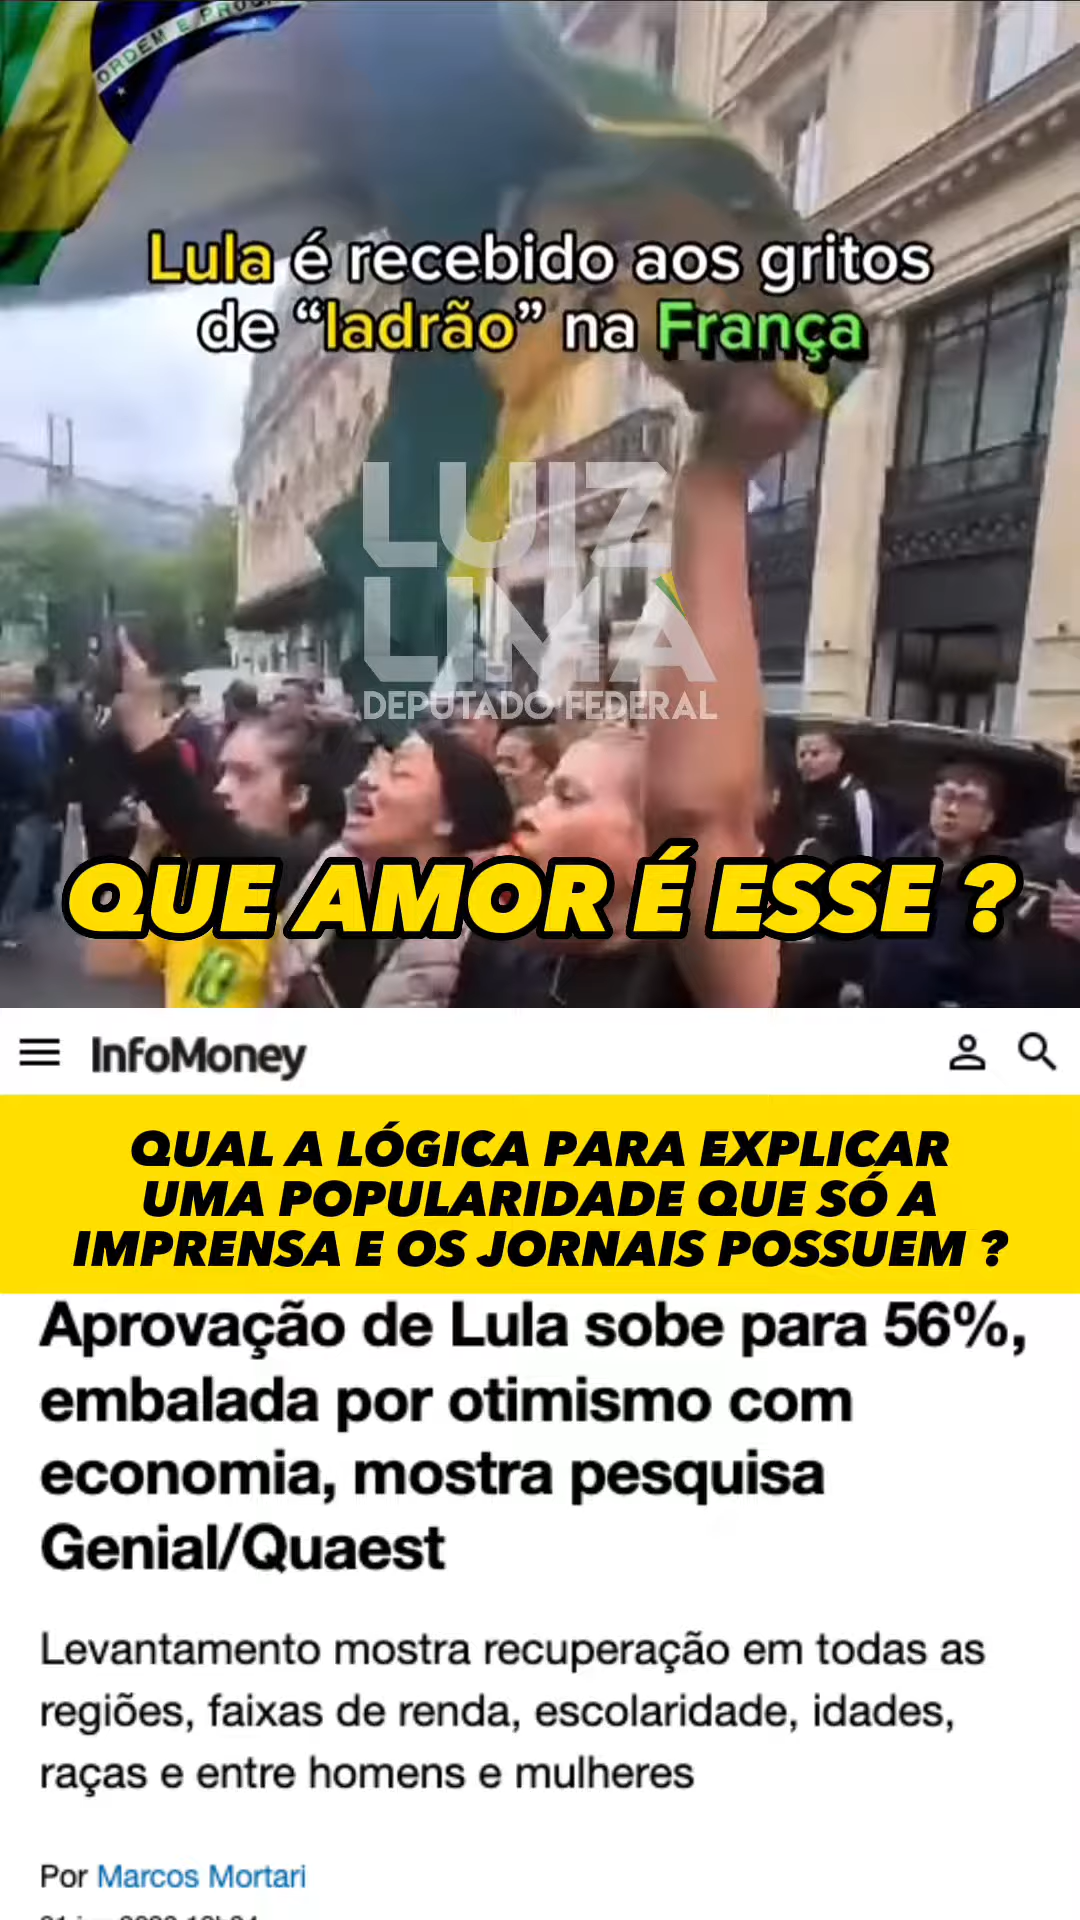 ORDEM E PROG
Lula é recebido aos gritos
de “ladrão” na França
LUIZ
LIMA
DEPUTADO FEDERAL
10
QUE AMOR É ESSE ?
InfoMoney
QUAL A LÓGICA PARA EXPLICAR
UMA POPULARIDADE QUE SÓ A
IMPRENSA E OS JORNAIS POSSUEM ?
Aprovação de Lula sobe para 56%,
embalada por otimismo com
economia, mostra pesquisa
Genial/Quaest
Levantamento mostra recuperação em todas as
regiões, faixas de renda, escolaridade, idades,
raças e entre homens e mulheres
Por Marcos Mortari